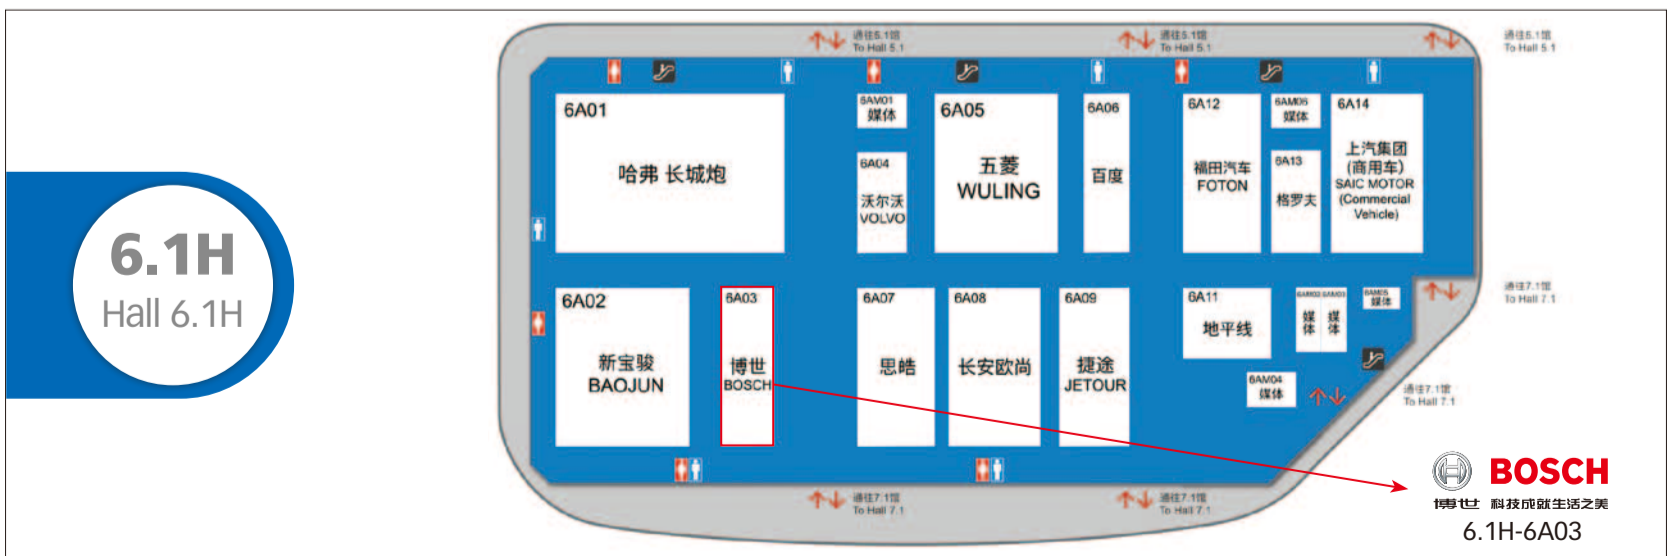 6.1H
Hall 6.1H
通往5.1馆
To Hall 5.1
通往5.1馆
To Hall 5.1
通往5.1馆
To Hall 5.1
6A01
哈弗 长城炮
6AM01
媒体
6A04
沃尔沃
VOLVO
6A05
五菱
WULING
6A06
百度
6A12
福田汽车
FOTON
6AM06
媒体
6A13
格罗夫
6A14
上汽集团
(商用车)
SAIC MOTOR
(Commercial
Vehicle)
6A02
新宝骏
BAOJUN
6A03
博世
BOSCH
6A07
思皓
6A08
长安欧尚
6A09
捷途
JETOUR
6A11
地平线
6AM02
媒体
6AM03
媒体
6AM05
媒体
6AM04
媒体
通往7.1馆
To Hall 7.1
通往7.1馆
To Hall 7.1
通往7.1馆
To Hall 7.1
通往7.1馆
To Hall 7.1
BOSCH
博世 科技成就生活之美
6.1H-6A03